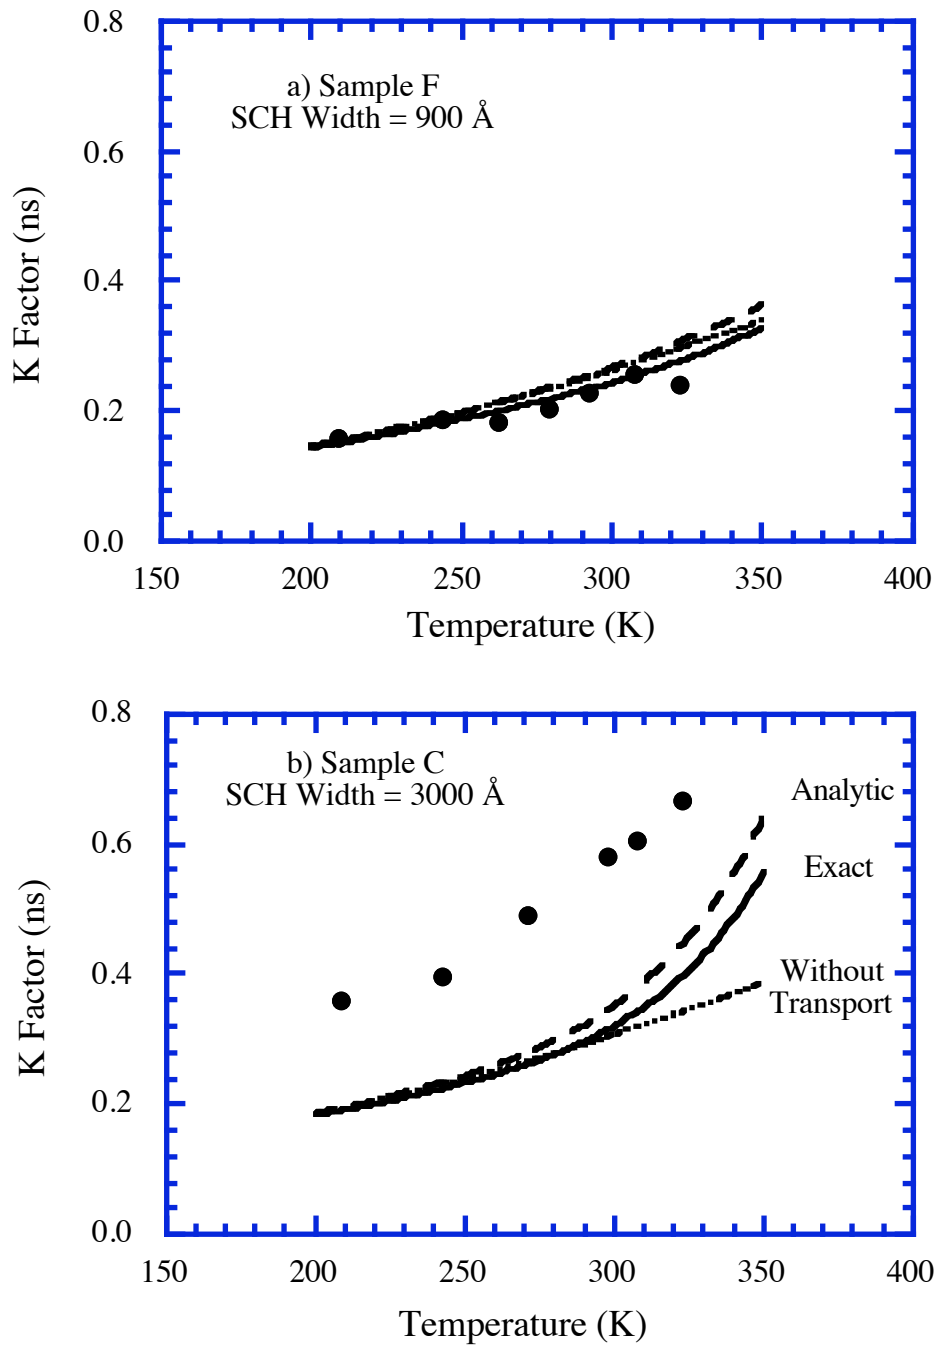 0.8
a) Sample F
SCH Width = 900 Å
0.6
K Factor (ns)
0.4
0.2
0.0
150 200 250 300 350 400
Temperature (K)
0.8
b) Sample C
SCH Width = 3000 Å
Analytic
0.6
Exact
K Factor (ns)
0.4
Without
Transport
0.2
0.0
150 200 250 300 350 400
Temperature (K)